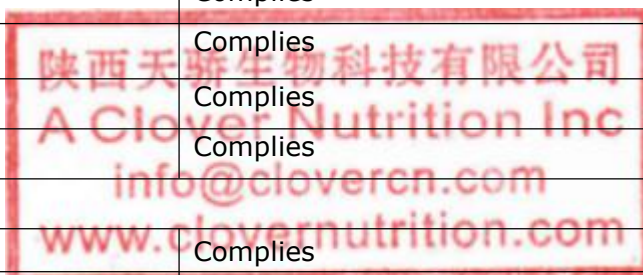 Complies
Complies
陕西天骄生物科技有限公司
Complies
A Clover Nutrition Inc
Complies
info@clovercn.com
www.clovernutrition.com
Complies